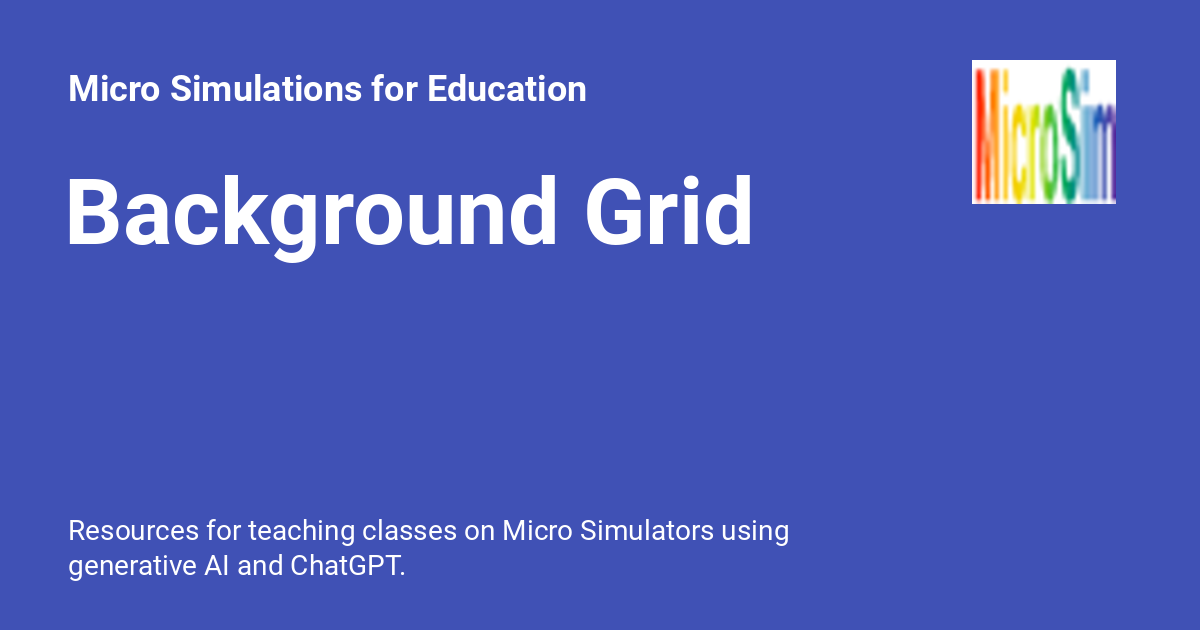 Micro Simulations for Education
MicroSim
Background Grid
Resources for teaching classes on Micro Simulators using
generative AI and ChatGPT.